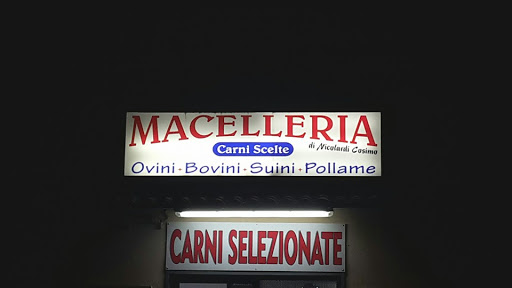 MACELLERIA
Carni Scelte
di Nicolardi Cosimo
Ovini - Bovini - Suini - Pollame
CARNI SELEZIONATE